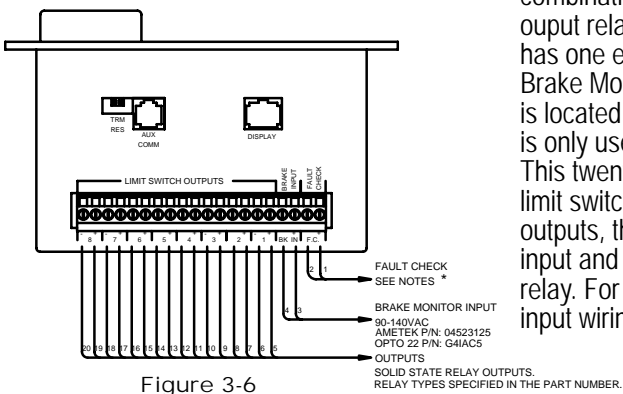 TRM
RES
AUX
COMM
DISPLAY
LIMIT SWITCH OUTPUTS
BRAKE
INPUT
FAULT
CHECK
- + - + - + - + - + - + - + - + - +
8 7 6 5 4 3 2 1 BK IN F.C.
2 1
FAULT CHECK
SEE NOTES *
4 3
BRAKE MONITOR INPUT
90-140VAC
AMETEK P/N: 04523125
OPTO 22 P/N: G4IAC5
20 19 18 17 16 15 14 13 12 11 10 9 8 7 6 5
OUTPUTS
SOLID STATE RELAY OUTPUTS.
RELAY TYPES SPECIFIED IN THE PART NUMBER.
Figure 3-6
ouput rela
has one e
Brake Mo
is located
is only use
This twen
limit switc
outputs, th
input and
relay. For
input wirin